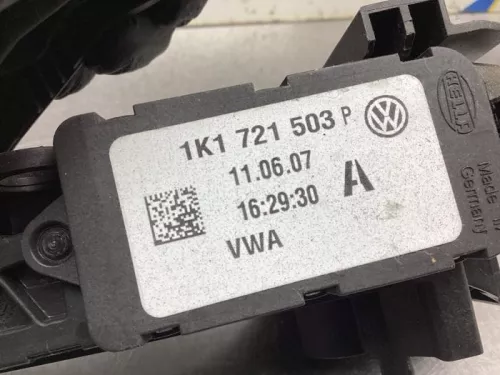 1K1 721 503 P
11.06.07
16:29:30 A
VWA
HELLA
Made in
Germany